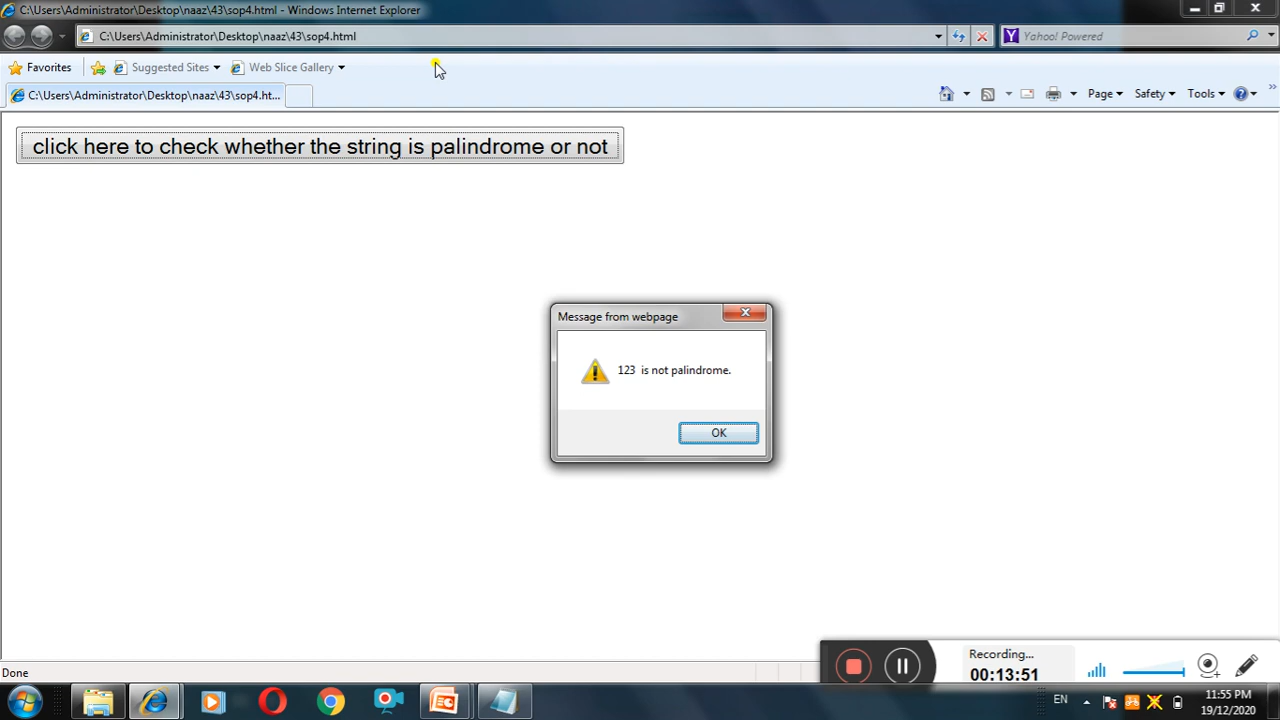 C:\Users\Administrator\Desktop\naaz\43\sop4.html - Windows Internet Explorer
C:\Users\Administrator\Desktop\naaz\43\sop4.html
Yahoo! Powered
Favorites
Suggested Sites
Web Slice Gallery
C:\Users\Administrator\Desktop\naaz\43\sop4.ht...
Page
Safety
Tools
click here to check whether the string is palindrome or not
Message from webpage
123 is not palindrome.
OK
Recording...
00:13:51
Done
EN
11:55 PM
19/12/2020